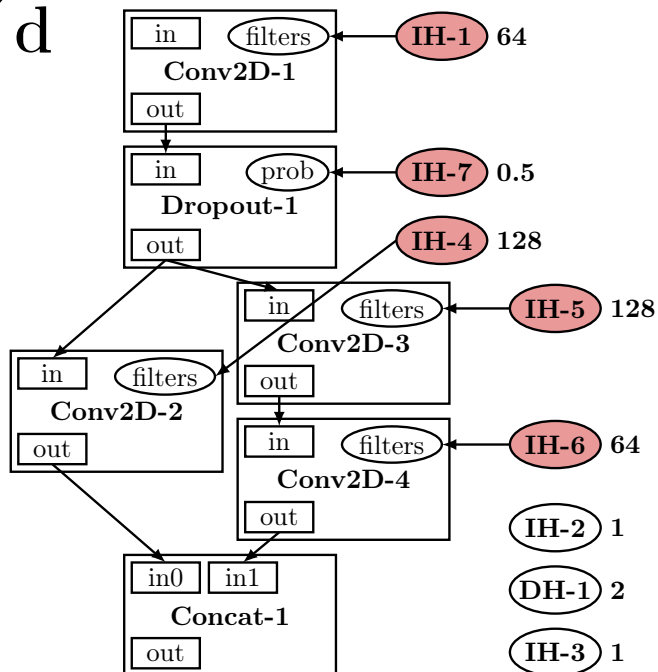 d
in filters IH-1 64
Conv2D-1
out
in prob IH-7 0.5
Dropout-1
out IH-4 128
in filters IH-5 128
Conv2D-3
in filters
out
Conv2D-2
out
in filters IH-6 64
Conv2D-4
out
IH-2 1
in0 in1
DH-1 2
Concat-1
out
IH-3 1